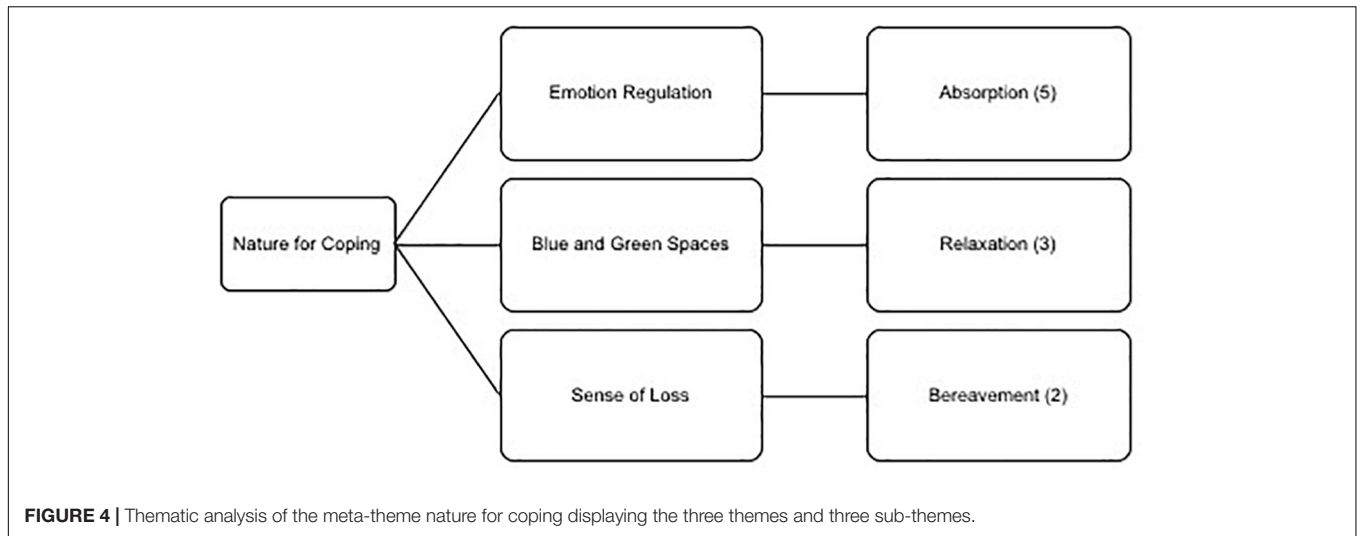 Emotion Regulation
Absorption (5)
Nature for Coping
Blue and Green Spaces
Relaxation (3)
Sense of Loss
Bereavement (2)
FIGURE 4 | Thematic analysis of the meta-theme nature for coping displaying the three themes and three sub-themes.